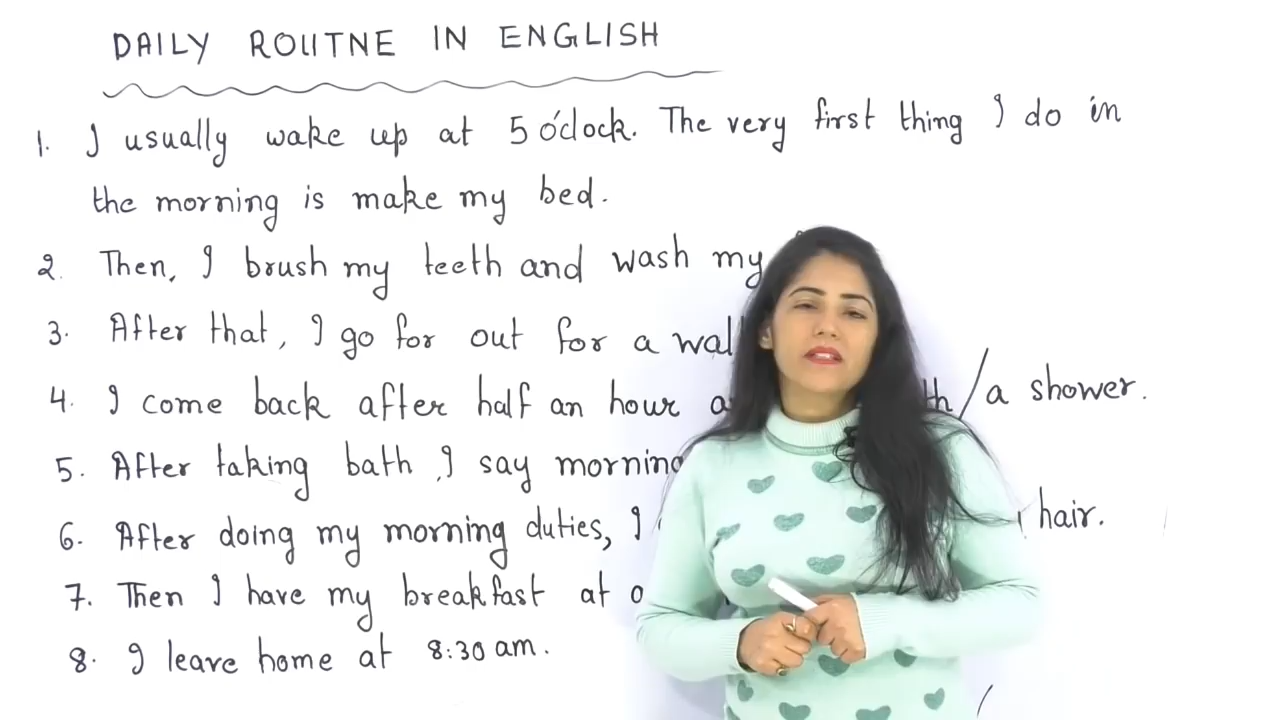 DAILY ROUTNE IN ENGLISH
1. I usually wake up at 5 o'clock. The very first thing I do in
the morning is make my bed.
2. Then, I brush my teeth and wash my
3. After that, I go for out for a
4. I come back after half an hour / a shower.
5. After taking bath, I say
6. After doing my morning duties, I hair.
7. Then I have my breakfast at
8. I leave home at 8:30 am.